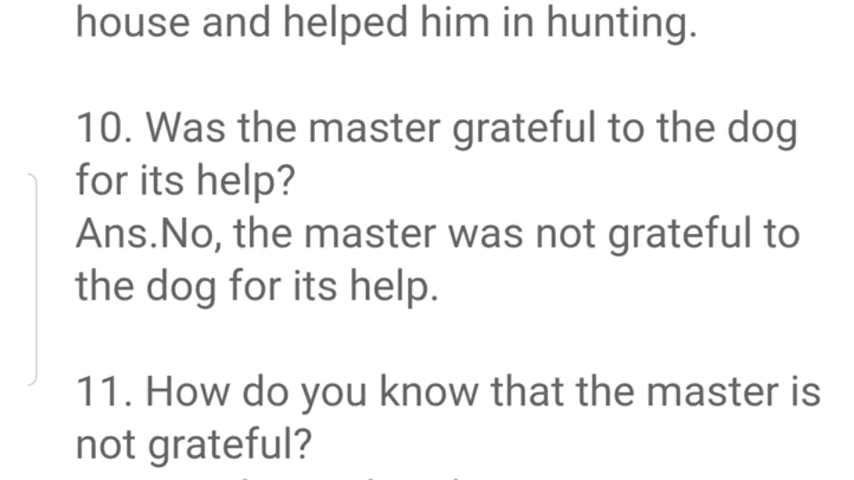 house and helped him in hunting.
10. Was the master grateful to the dog
for its help?
Ans.No, the master was not grateful to
the dog for its help.
11. How do you know that the master is
not grateful?